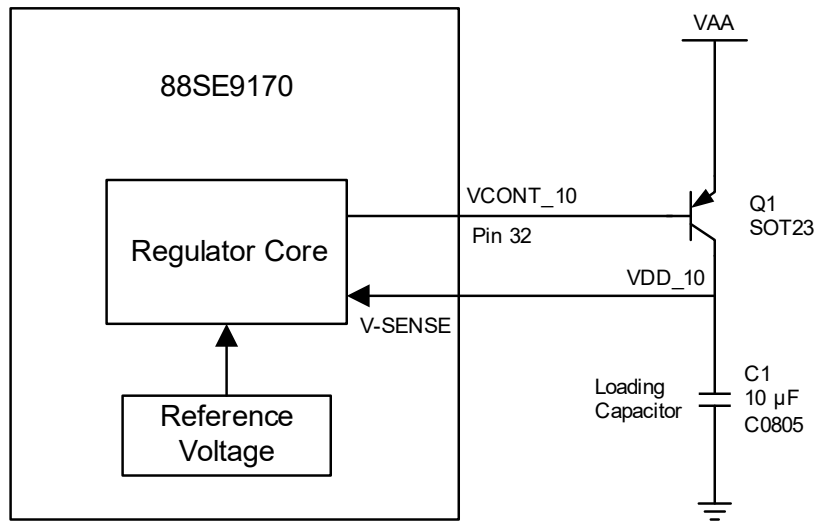 VAA
88SE9170
VCONT_10
Pin 32
Q1
SOT23
Regulator Core
VDD_10
V-SENSE
Reference
Voltage
Loading
Capacitor
C1
10 µF
C0805